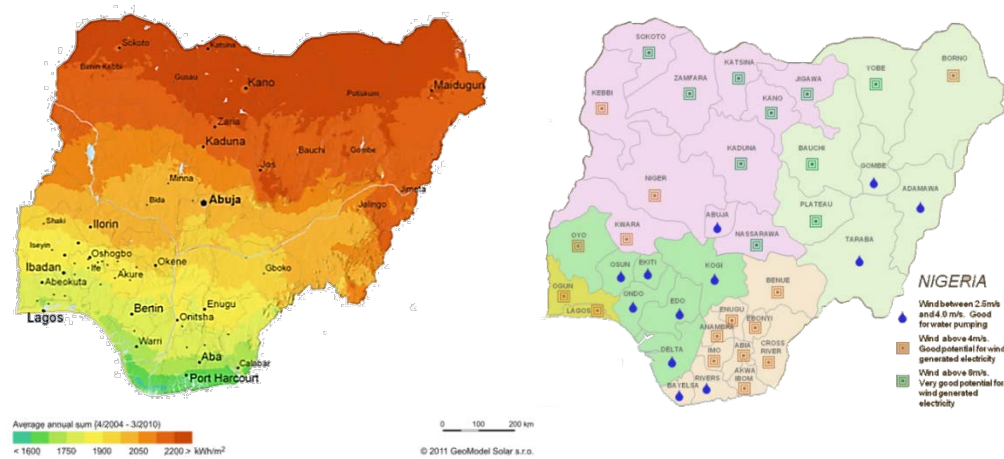 Sokoto
Katsina
Birnin Kebbi
Gusau
Kano
Potiskum
Maiduguri
Zaria
Kaduna
Bauchi
Gombe
Jos
Minna
Jimeta
Bida
Abuja
Jalingo
Shaki
Ilorin
Iseyin
Oshogbo
Ibadan
Ife
Okene
Gboko
Akure
Abeokuta
Benin
Enugu
Lagos
Onitsha
Warri
Aba
Calabar
Port Harcourt
Average annual sum (4/2004 - 3/2010)
< 1600 1750 1900 2050 2200 > kWh/m²
0 100 200 km
© 2011 GeoModel Solar s.r.o.
SOKOTO
KATSINA
YOBE
BORNO
ZAMFARA
JIGAWA
KEBBI
KANO
KADUNA
BAUCHI
GOMBE
NIGER
ADAMAWA
PLATEAU
ABUJA
KWARA
NASSARAWA
TARABA
OYO
OSUN
EKITI
KOGI
BENUE
OGUN
ONDO
EDO
LAGOS
ENUGU
EBONYI
ANAMBRA
DELTA
IMO
ABIA
CROSS
RIVER
AKWA
IBOM
RIVERS
BAYELSA
NIGERIA
Wind between 2.5m/s
and 4.0 m/s. Good
for water pumping
Wind above 4m/s.
Good potential for wind
generated electricity
Wind above 6m/s.
Very good potential for
wind generated
electricity